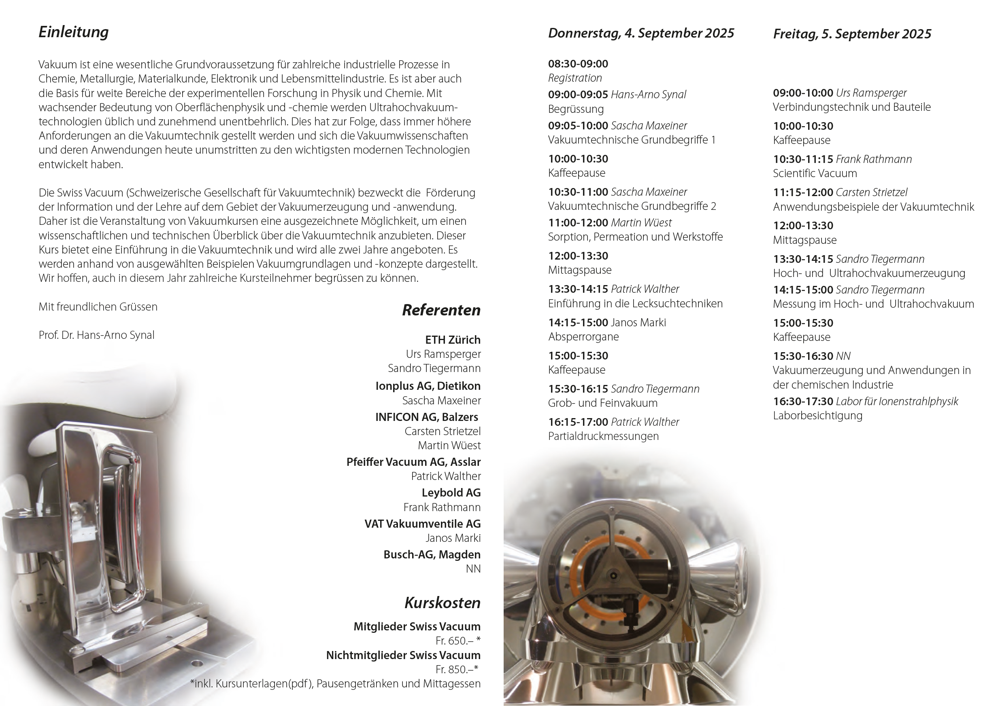 Einleitung
Vakuum ist eine wesentliche Grundvoraussetzung für zahlreiche industrielle Prozesse in
Chemie, Metallurgie, Materialkunde, Elektronik und Lebensmittelindustrie. Es ist aber auch
die Basis für weite Bereiche der experimentellen Forschung in Physik und Chemie. Mit
wachsender Bedeutung von Oberflächenphysik und -chemie werden Ultrahochvakuum-
technologien üblich und zunehmend unentbehrlich. Dies hat zur Folge, dass immer höhere
Anforderungen an die Vakuumtechnik gestellt werden und sich die Vakuumwissenschaften
und deren Anwendungen heute unumstritten zu den wichtigsten modernen Technologien
entwickelt haben.
Die Swiss Vacuum (Schweizerische Gesellschaft für Vakuumtechnik) bezweckt die Förderung
der Information und der Lehre auf dem Gebiet der Vakuumerzeugung und -anwendung.
Daher ist die Veranstaltung von Vakuumkursen eine ausgezeichnete Möglichkeit, um einen
wissenschaftlichen und technischen Überblick über die Vakuumtechnik anzubieten. Dieser
Kurs bietet eine Einführung in die Vakuumtechnik und wird alle zwei Jahre angeboten. Es
werden anhand von ausgewählten Beispielen Vakuumgrundlagen und -konzepte dargestellt.
Wir hoffen, auch in diesem Jahr zahlreiche Kursteilnehmer begrüssen zu können.
Mit freundlichen Grüssen
Prof. Dr. Hans-Arno Synal
Referenten
ETH Zürich
Urs Ramsperger
Sandro Tiegermann
Ionplus AG, Dietikon
Sascha Maxeiner
INFICON AG, Balzers
Carsten Strietzel
Martin Wüest
Pfeiffer Vacuum AG, Asslar
Patrick Walther
Leybold AG
Frank Rathmann
VAT Vakuumventile AG
Janos Marki
Busch-AG, Magden
NN
Kurskosten
Mitglieder Swiss Vacuum
Fr. 650.– *
Nichtmitglieder Swiss Vacuum
Fr. 850.–*
*inkl. Kursunterlagen(pdf), Pausengetränken und Mittagessen
Donnerstag, 4. September 2025
08:30-09:00
Registration
09:00-09:05 Hans-Arno Synal
Begrüssung
09:05-10:00 Sascha Maxeiner
Vakuumtechnische Grundbegriffe 1
10:00-10:30
Kaffeepause
10:30-11:00 Sascha Maxeiner
Vakuumtechnische Grundbegriffe 2
11:00-12:00 Martin Wüest
Sorption, Permeation und Werkstoffe
12:00-13:30
Mittagspause
13:30-14:15 Patrick Walther
Einführung in die Lecksuchtechniken
14:15-15:00 Janos Marki
Absperrorgane
15:00-15:30
Kaffeepause
15:30-16:15 Sandro Tiegermann
Grob- und Feinvakuum
16:15-17:00 Patrick Walther
Partialdruckmessungen
Freitag, 5. September 2025
09:00-10:00 Urs Ramsperger
Verbindungstechnik und Bauteile
10:00-10:30
Kaffeepause
10:30-11:15 Frank Rathmann
Scientific Vacuum
11:15-12:00 Carsten Strietzel
Anwendungsbeispiele der Vakuumtechnik
12:00-13:30
Mittagspause
13:30-14:15 Sandro Tiegermann
Hoch- und Ultrahochvakuumerzeugung
14:15-15:00 Sandro Tiegermann
Messung im Hoch- und Ultrahochvakuum
15:00-15:30
Kaffeepause
15:30-16:30 NN
Vakuumerzeugung und Anwendungen in
der chemischen Industrie
16:30-17:30 Labor für Ionenstrahlphysik
Laborbesichtigung